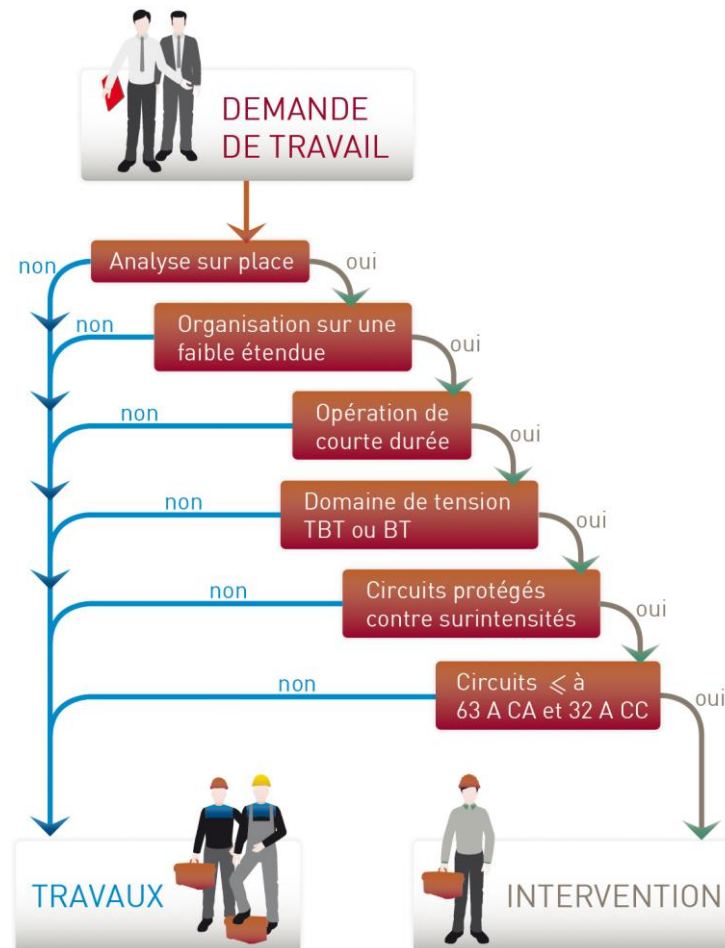 DEMANDE
DE TRAVAIL
non
Analyse sur place
oui
non
Organisation sur une
faible étendue
oui
non
Opération de
courte durée
oui
non
Domaine de tension
TBT ou BT
oui
non
Circuits protégés
contre surintensités
oui
non
Circuits ⩽ à
63 A CA et 32 A CC
oui
TRAVAUX
INTERVENTION